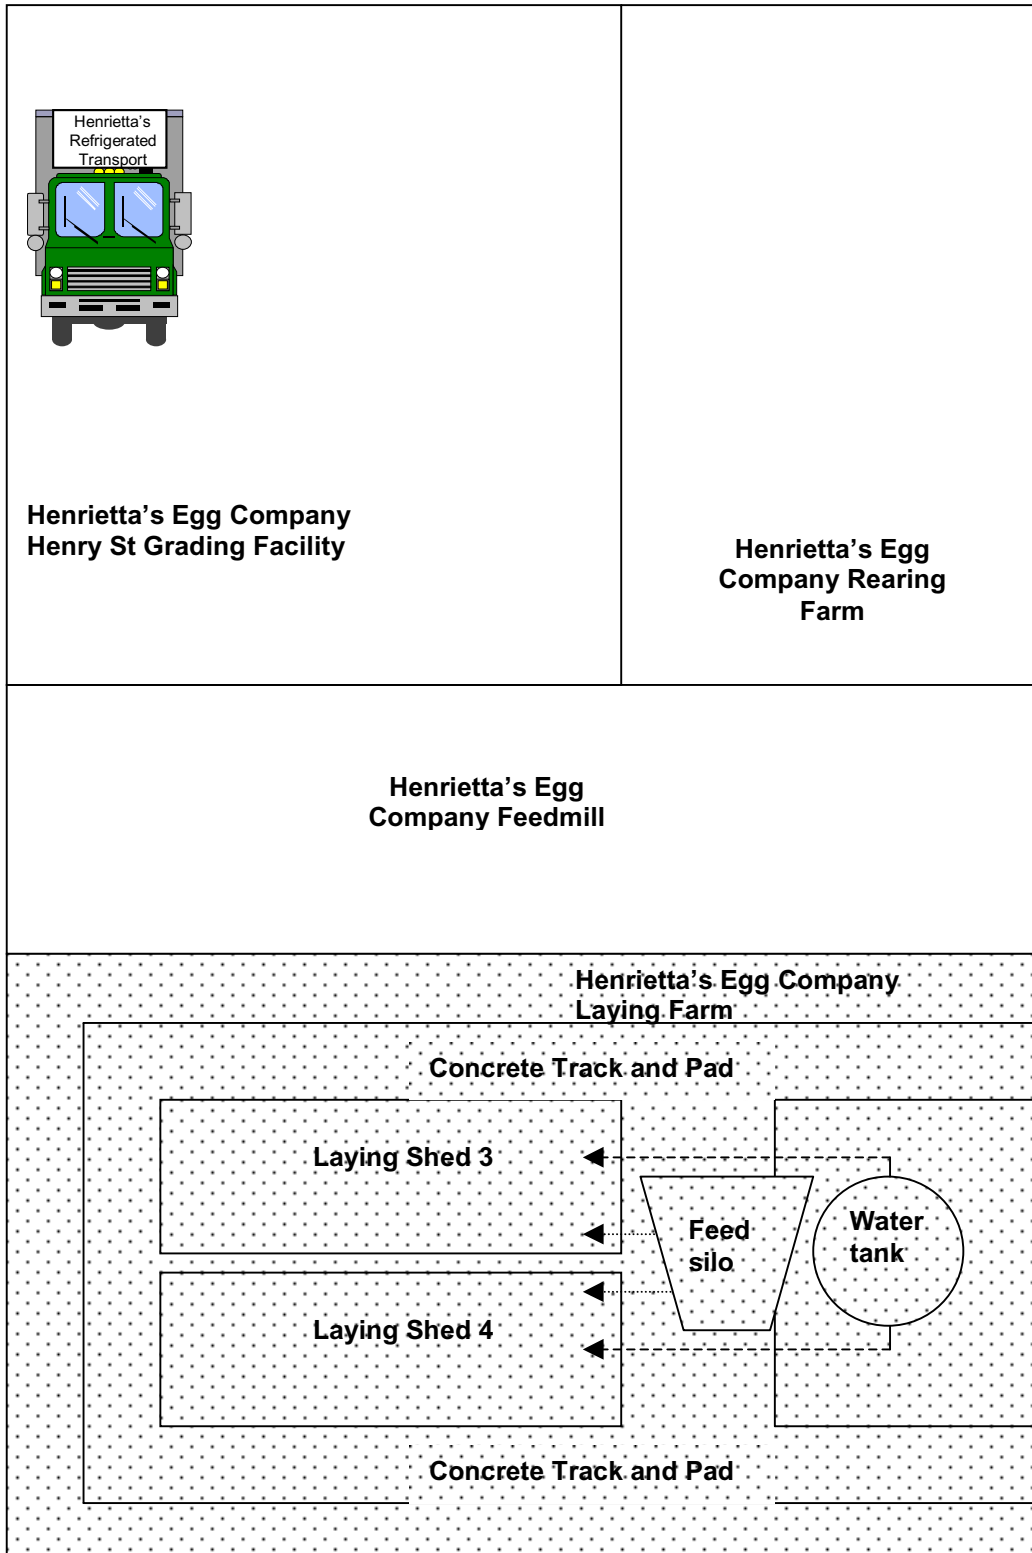 Henrietta's
Refrigerated
Transport
Henrietta’s Egg Company
Henry St Grading Facility
Henrietta’s Egg
Company Rearing
Farm
Henrietta’s Egg
Company Feedmill
Henrietta’s Egg Company
Laying Farm
Concrete Track and Pad
Laying Shed 3
Feed
silo
Water
tank
Laying Shed 4
Concrete Track and Pad